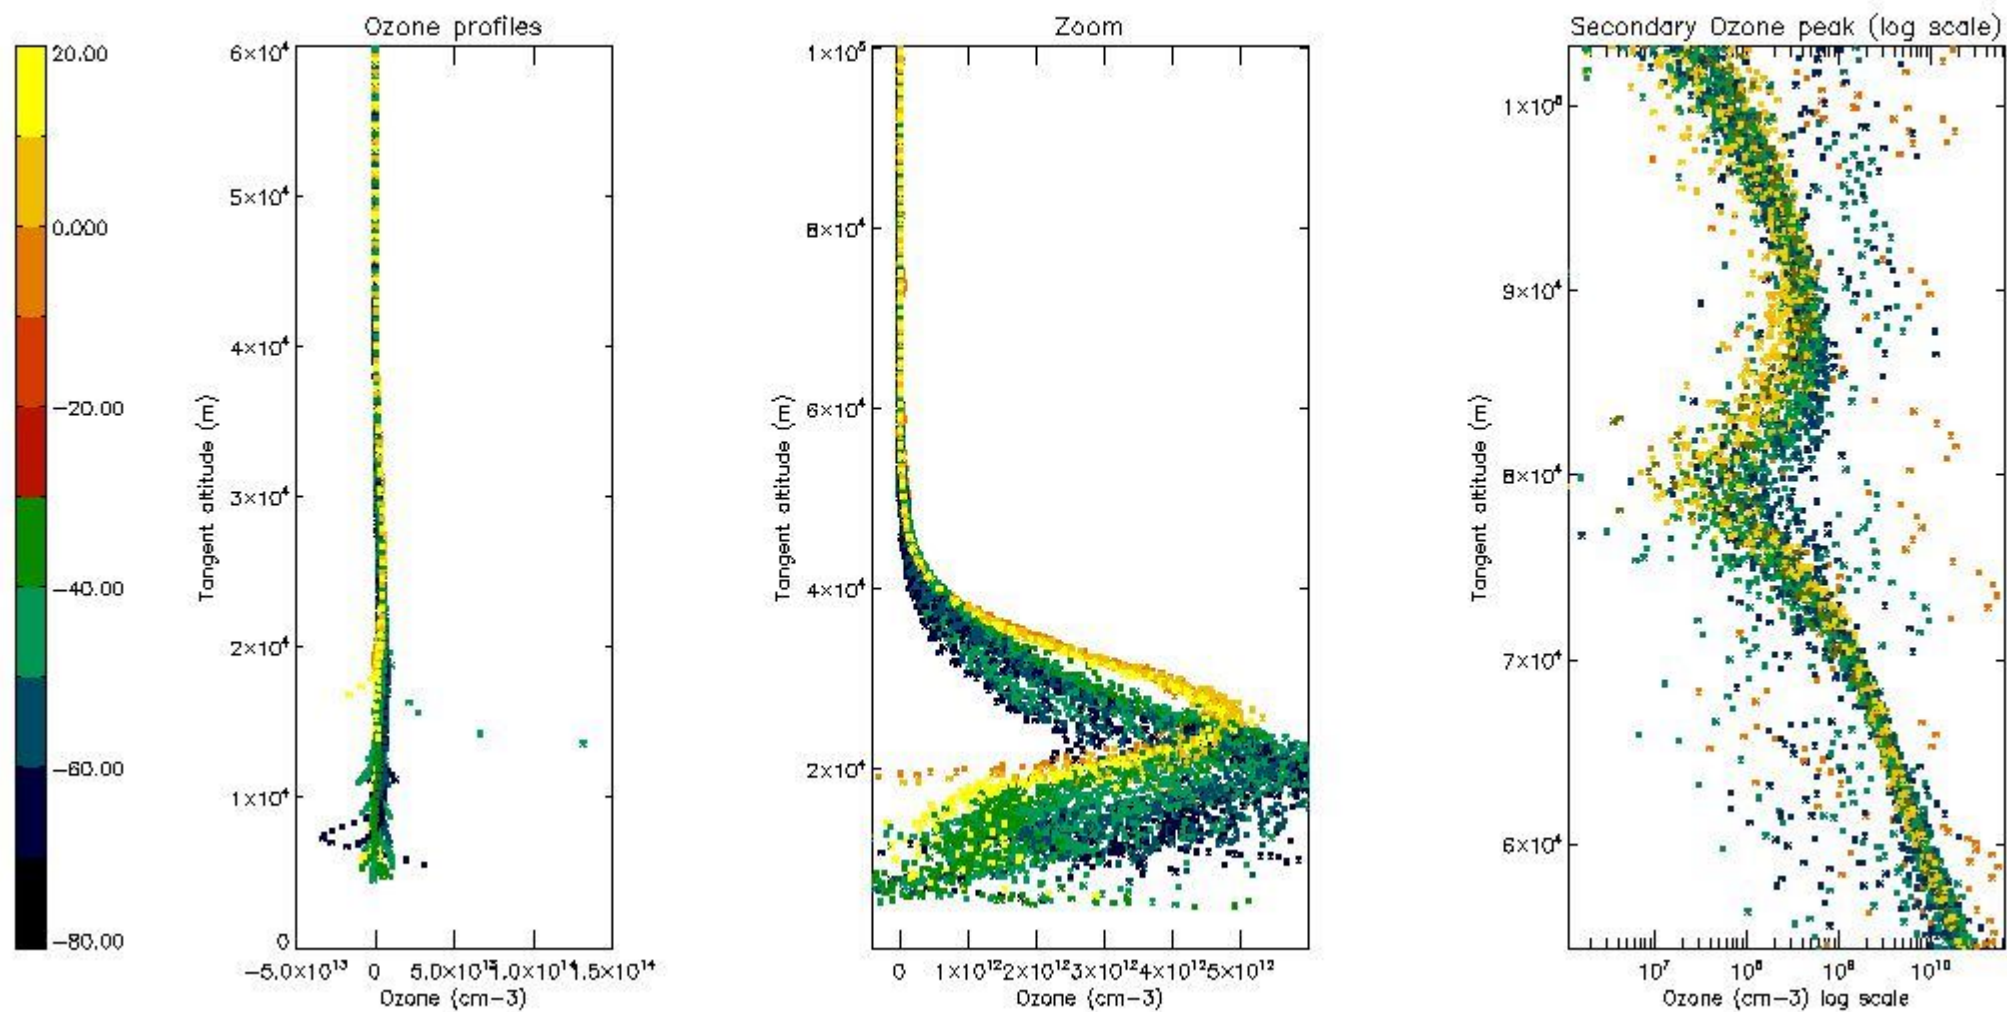 Ozone profiles
Zoom
Secondary Ozone peak (log scale)
20.00
0.000
−20.00
−40.00
−60.00
−80.00
6×10⁴
5×10⁴
4×10⁴
3×10⁴
2×10⁴
1×10⁴
0
Tangent altitude (m)
−5.0×10¹³ 0 5.0×10¹³ 1.0×10¹⁴ 1.5×10¹⁴
Ozone (cm−3)
1×10⁵
8×10⁴
6×10⁴
4×10⁴
2×10⁴
Tangent altitude (m)
0 1×10¹² 2×10¹² 3×10¹² 4×10¹² 5×10¹²
Ozone (cm−3)
1×10⁵
9×10⁴
8×10⁴
7×10⁴
6×10⁴
Tangent altitude (m)
10⁷ 10⁸ 10⁹ 10¹⁰
Ozone (cm−3) log scale